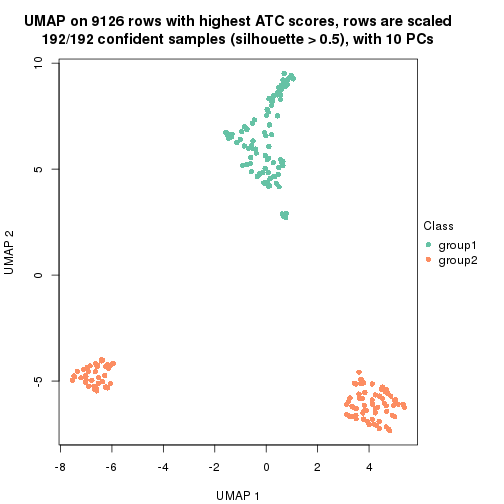 UMAP on 9126 rows with highest ATC scores, rows are scaled
192/192 confident samples (silhouette > 0.5), with 10 PCs
10
5
0
-5
UMAP 2
-8 -6 -4 -2 0 2 4
UMAP 1
Class
group1
group2